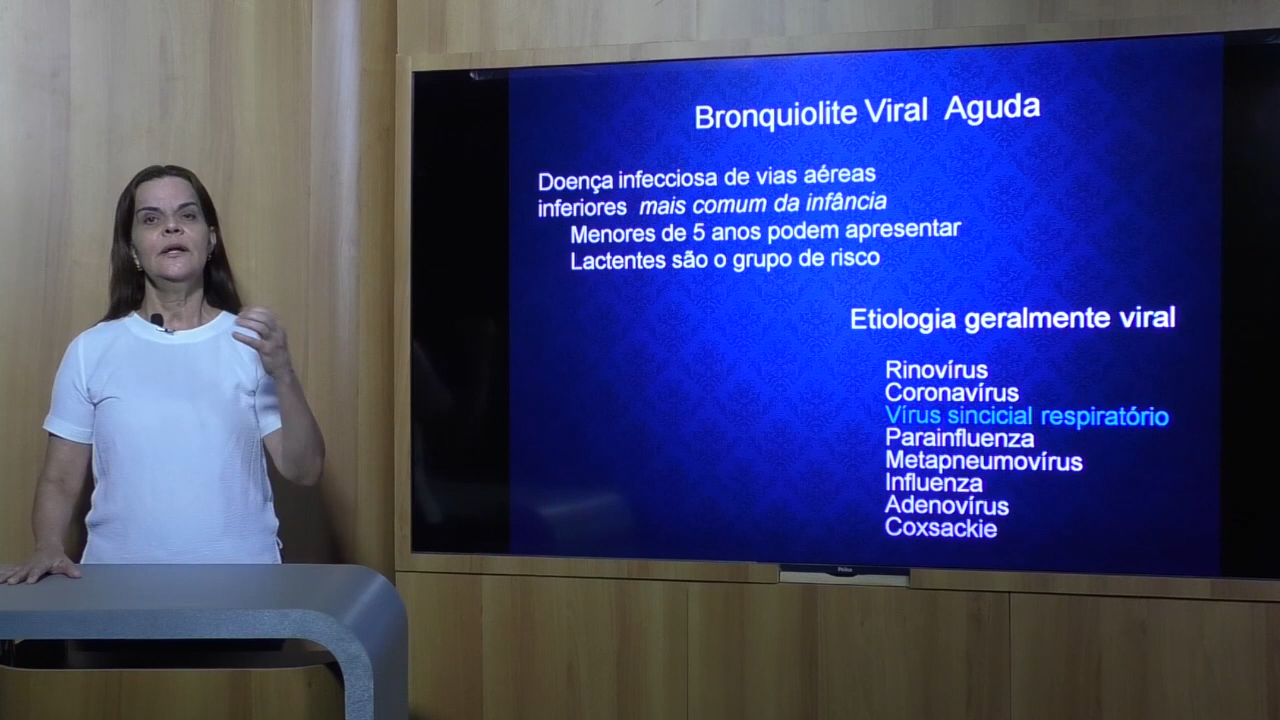 Bronquiolite Viral Aguda
Doença infecciosa de vias aéreas
inferiores mais comum da infância
Menores de 5 anos podem apresentar
Lactentes são o grupo de risco
Etiologia geralmente viral
Rinovírus
Coronavírus
Vírus sincicial respiratório
Parainfluenza
Metapneumovírus
Influenza
Adenovírus
Coxsackie
Philco